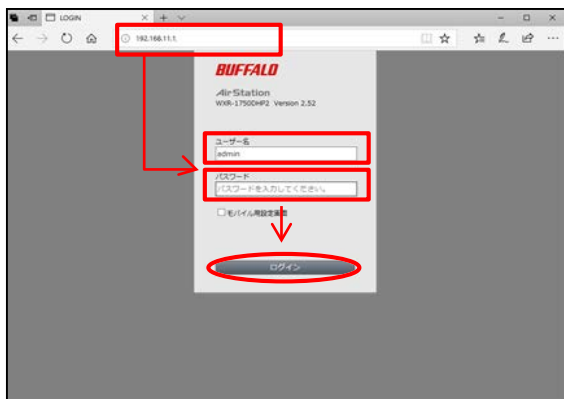 LOGIN
192.168.11.1
BUFFALO
AirStation
WXR-1750DHP2 Version 2.52
ユーザー名
admin
パスワード
パスワードを入力してください。
モバイル用設定画面
ログイン